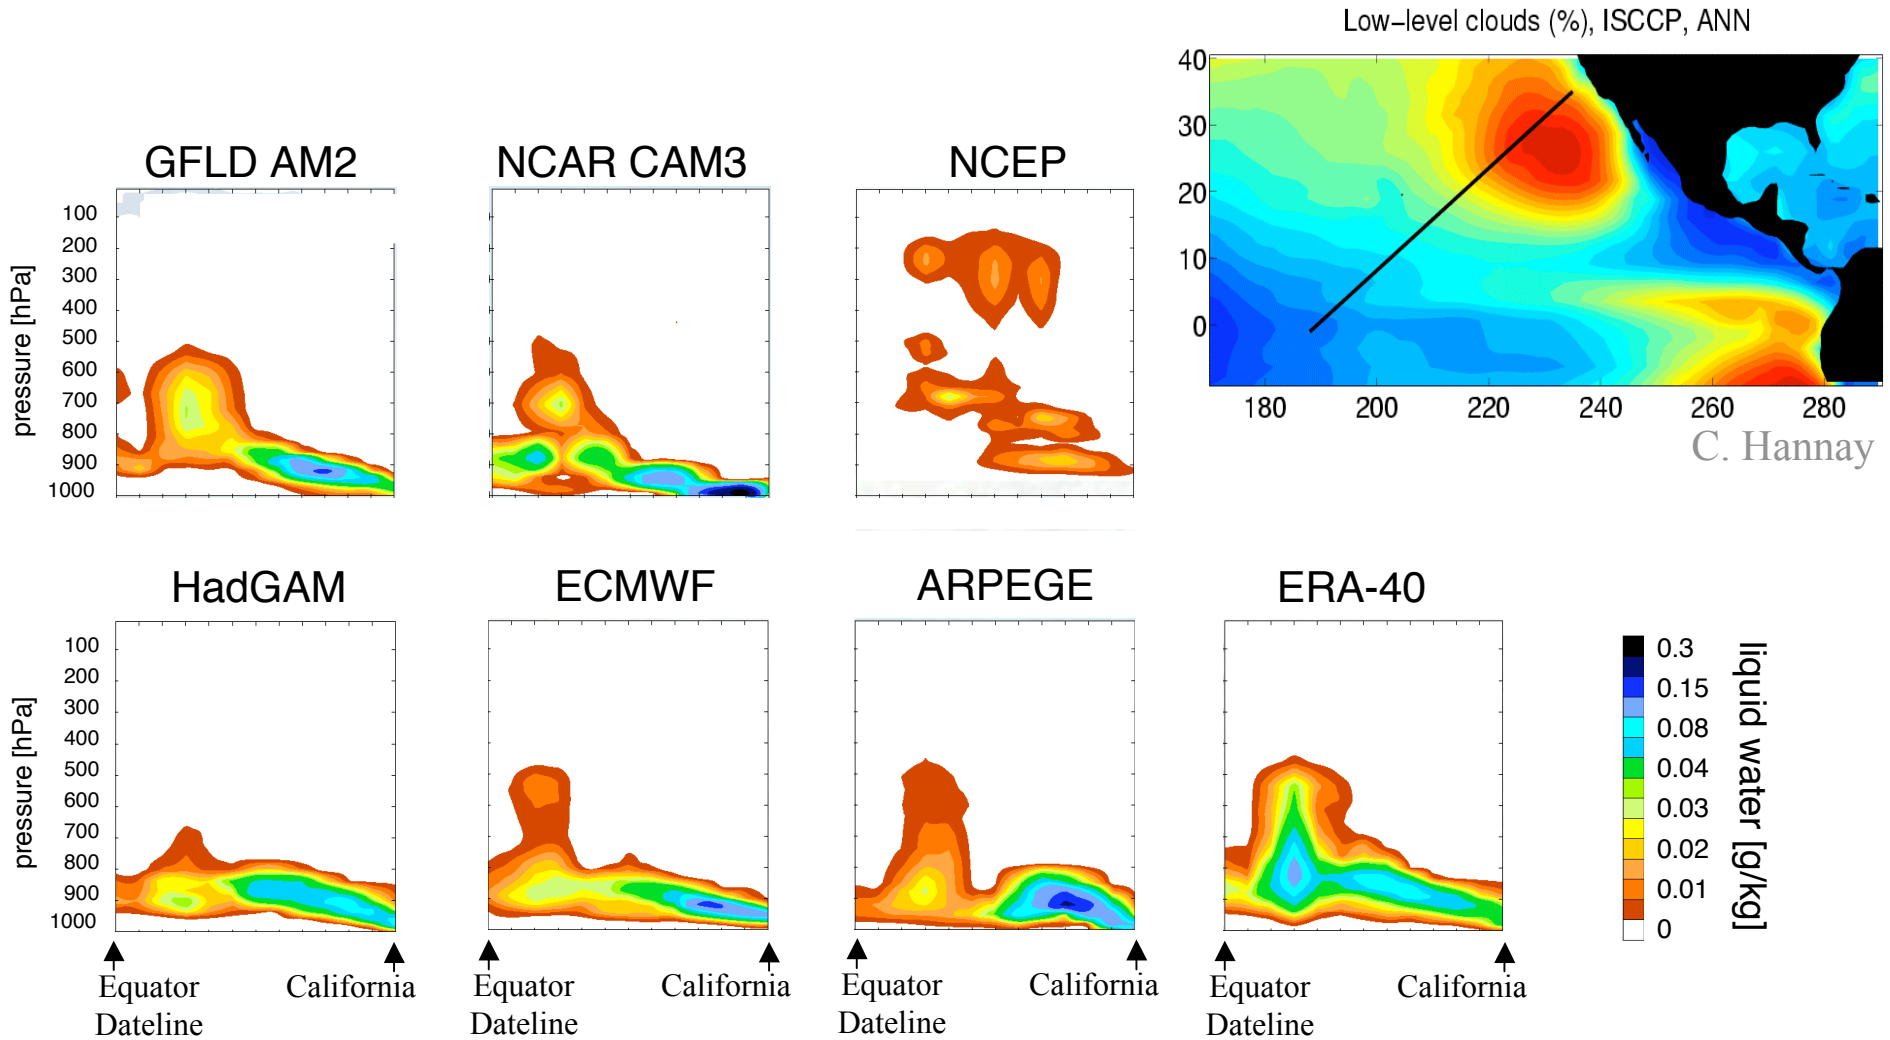 Low-level clouds (%), ISCCP, ANN
40
30
20
10
0
180 200 220 240 260 280
C. Hannay
GFLD AM2
NCAR CAM3
NCEP
pressure [hPa]
100
200
300
400
500
600
700
800
900
1000
HadGAM
ECMWF
ARPEGE
ERA-40
pressure [hPa]
100
200
300
400
500
600
700
800
900
1000
Equator
Dateline
California
Equator
Dateline
California
Equator
Dateline
California
Equator
Dateline
California
0.3
0.15
0.08
0.04
0.03
0.02
0.01
0
liquid water [g/kg]